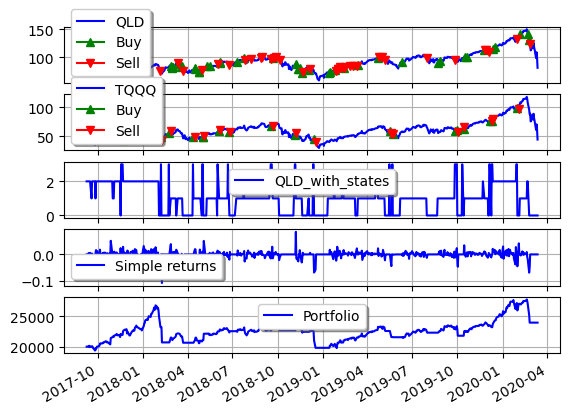 150
100
QLD
Buy
Sell
100
50
TQQQ
Buy
Sell
2
0
QLD_with_states
0.0
−0.1
Simple returns
25000
20000
Portfolio
2017-10 2018-01 2018-04 2018-07 2018-10 2019-01 2019-04 2019-07 2019-10 2020-01 2020-04